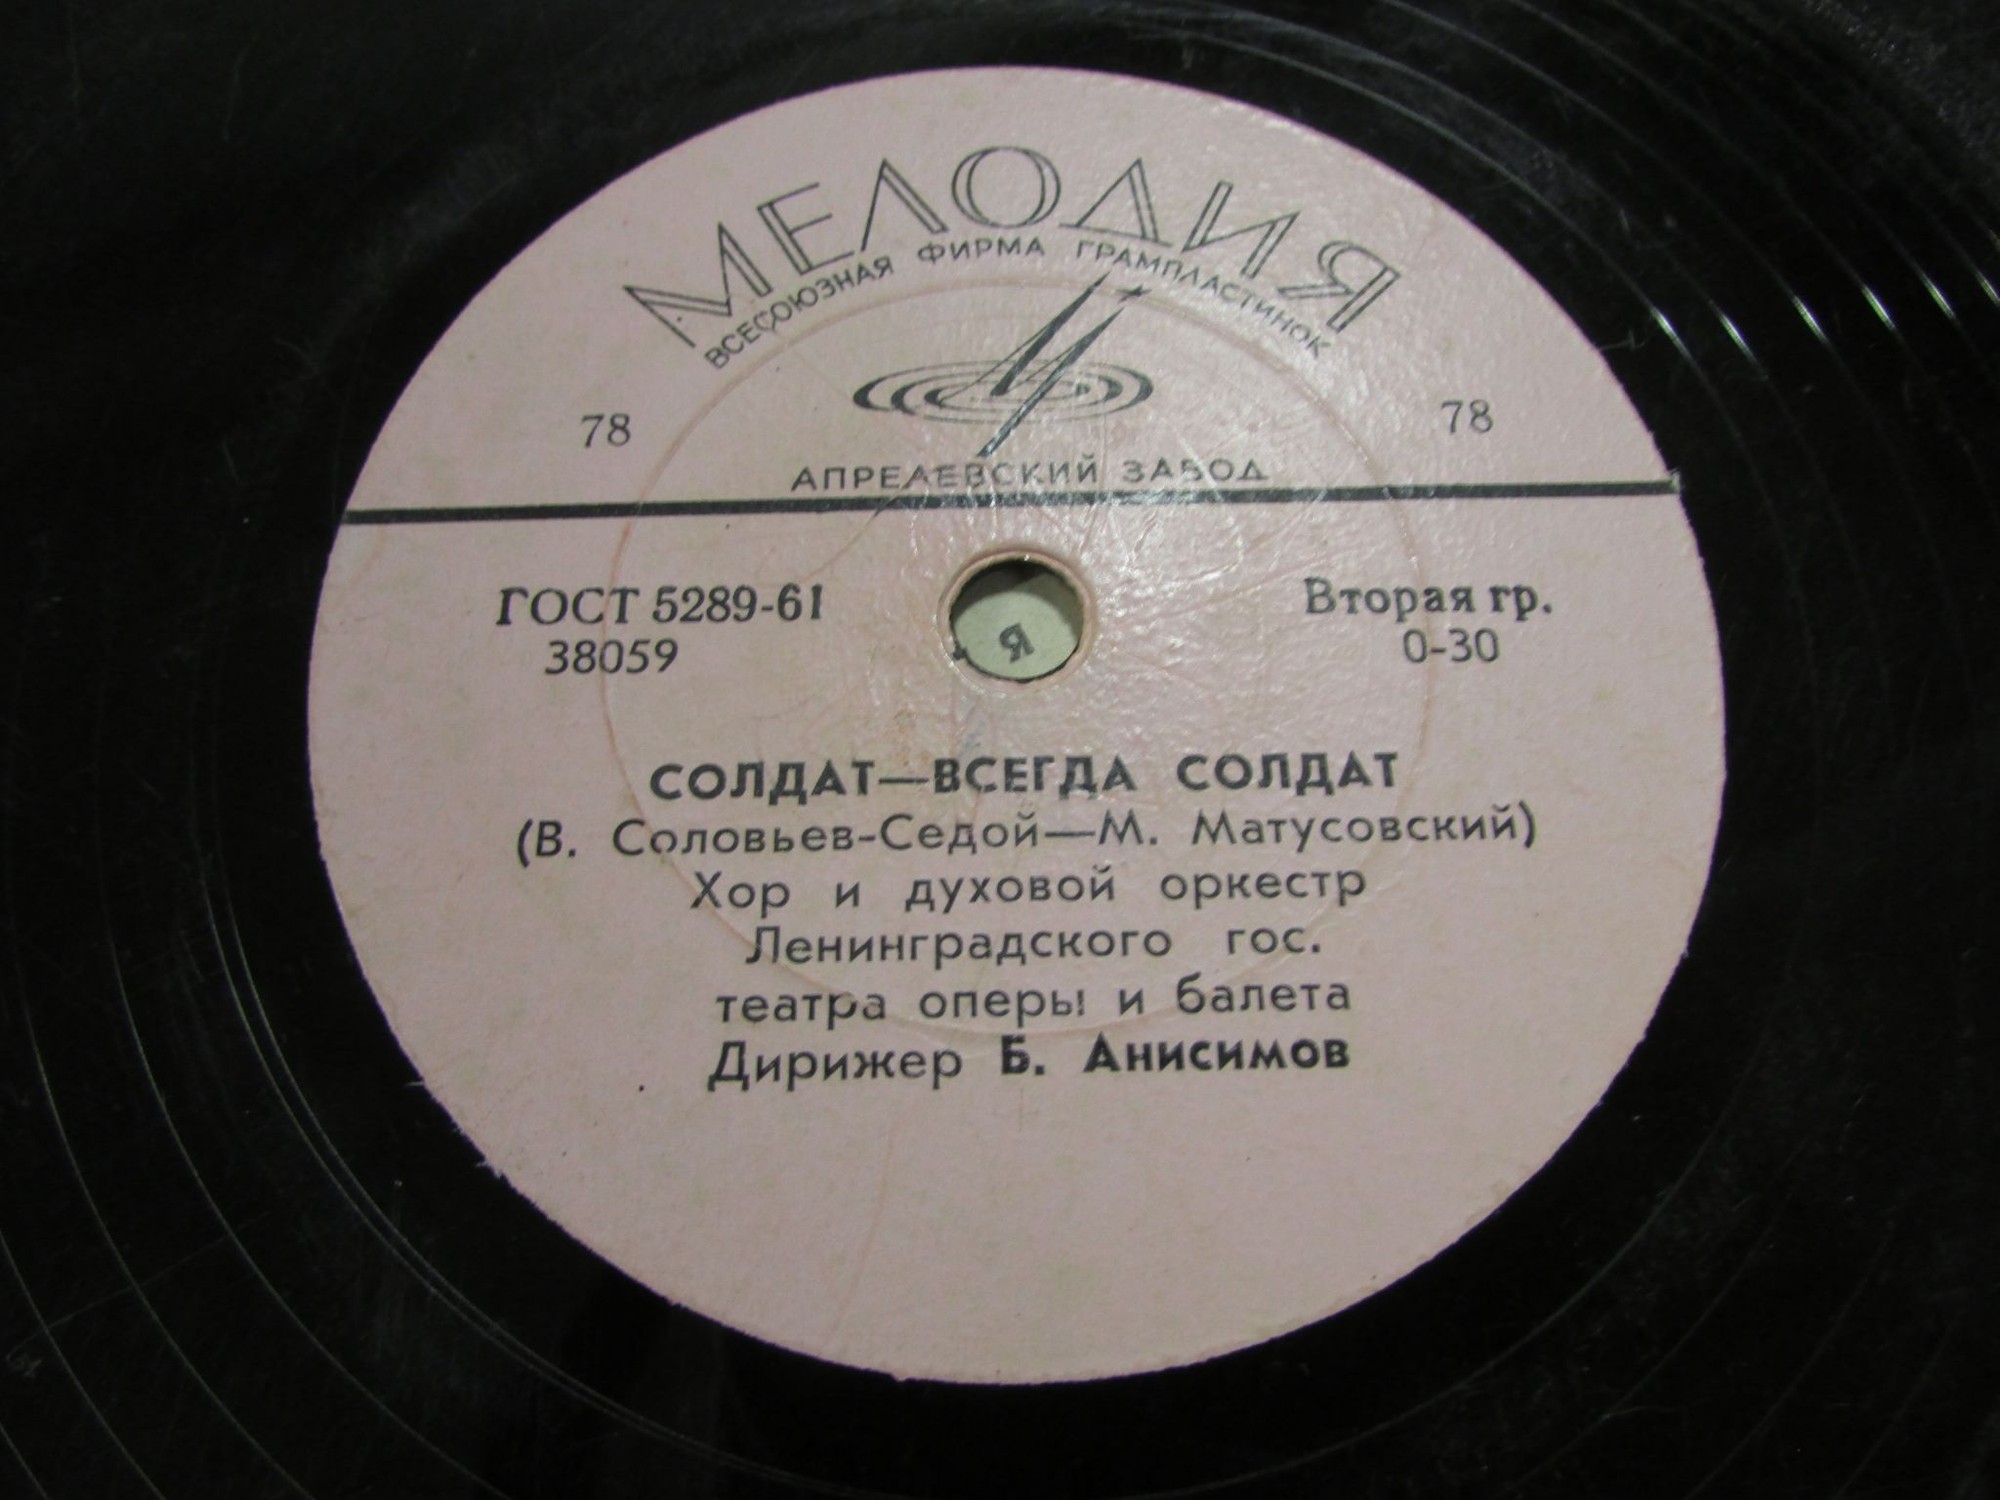 МЕЛОДИЯ
ВСЕСОЮЗНАЯ ФИРМА ГРАМПЛАСТИНОК
78 78
АПРЕЛЕВСКИЙ ЗАВОД
ГОСТ 5289-61 Вторая гр.
38059 0-30
Я
СОЛДАТ—ВСЕГДА СОЛДАТ
(В. Соловьев-Седой—М. Матусовский)
Хор и духовой оркестр
Ленинградского гос.
театра оперы и балета
Дирижер Б. Анисимов